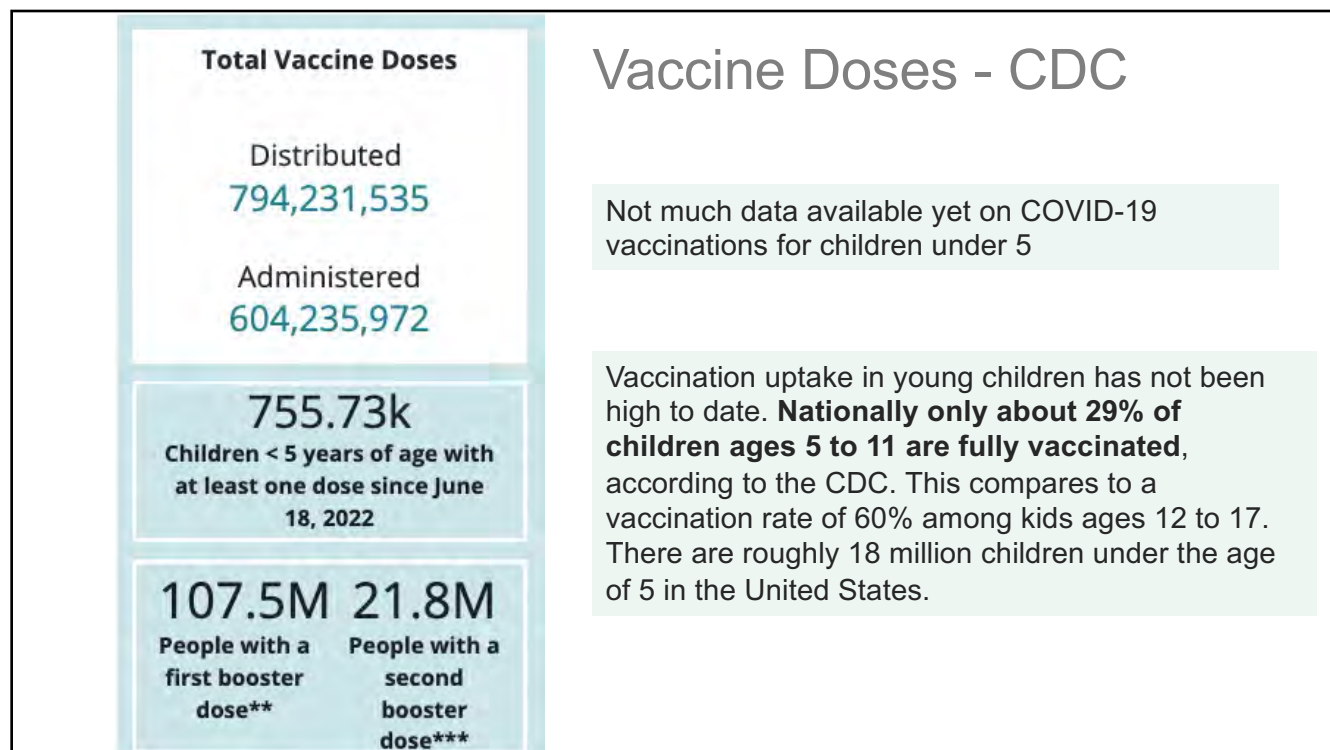 Total Vaccine Doses
Distributed
794,231,535
Administered
604,235,972
755.73k
Children < 5 years of age with
at least one dose since June
18, 2022
107.5M
People with a
first booster
dose**
21.8M
People with a
second
booster
dose***
Vaccine Doses - CDC
Not much data available yet on COVID-19
vaccinations for children under 5
Vaccination uptake in young children has not been
high to date. Nationally only about 29% of
children ages 5 to 11 are fully vaccinated,
according to the CDC. This compares to a
vaccination rate of 60% among kids ages 12 to 17.
There are roughly 18 million children under the age
of 5 in the United States.